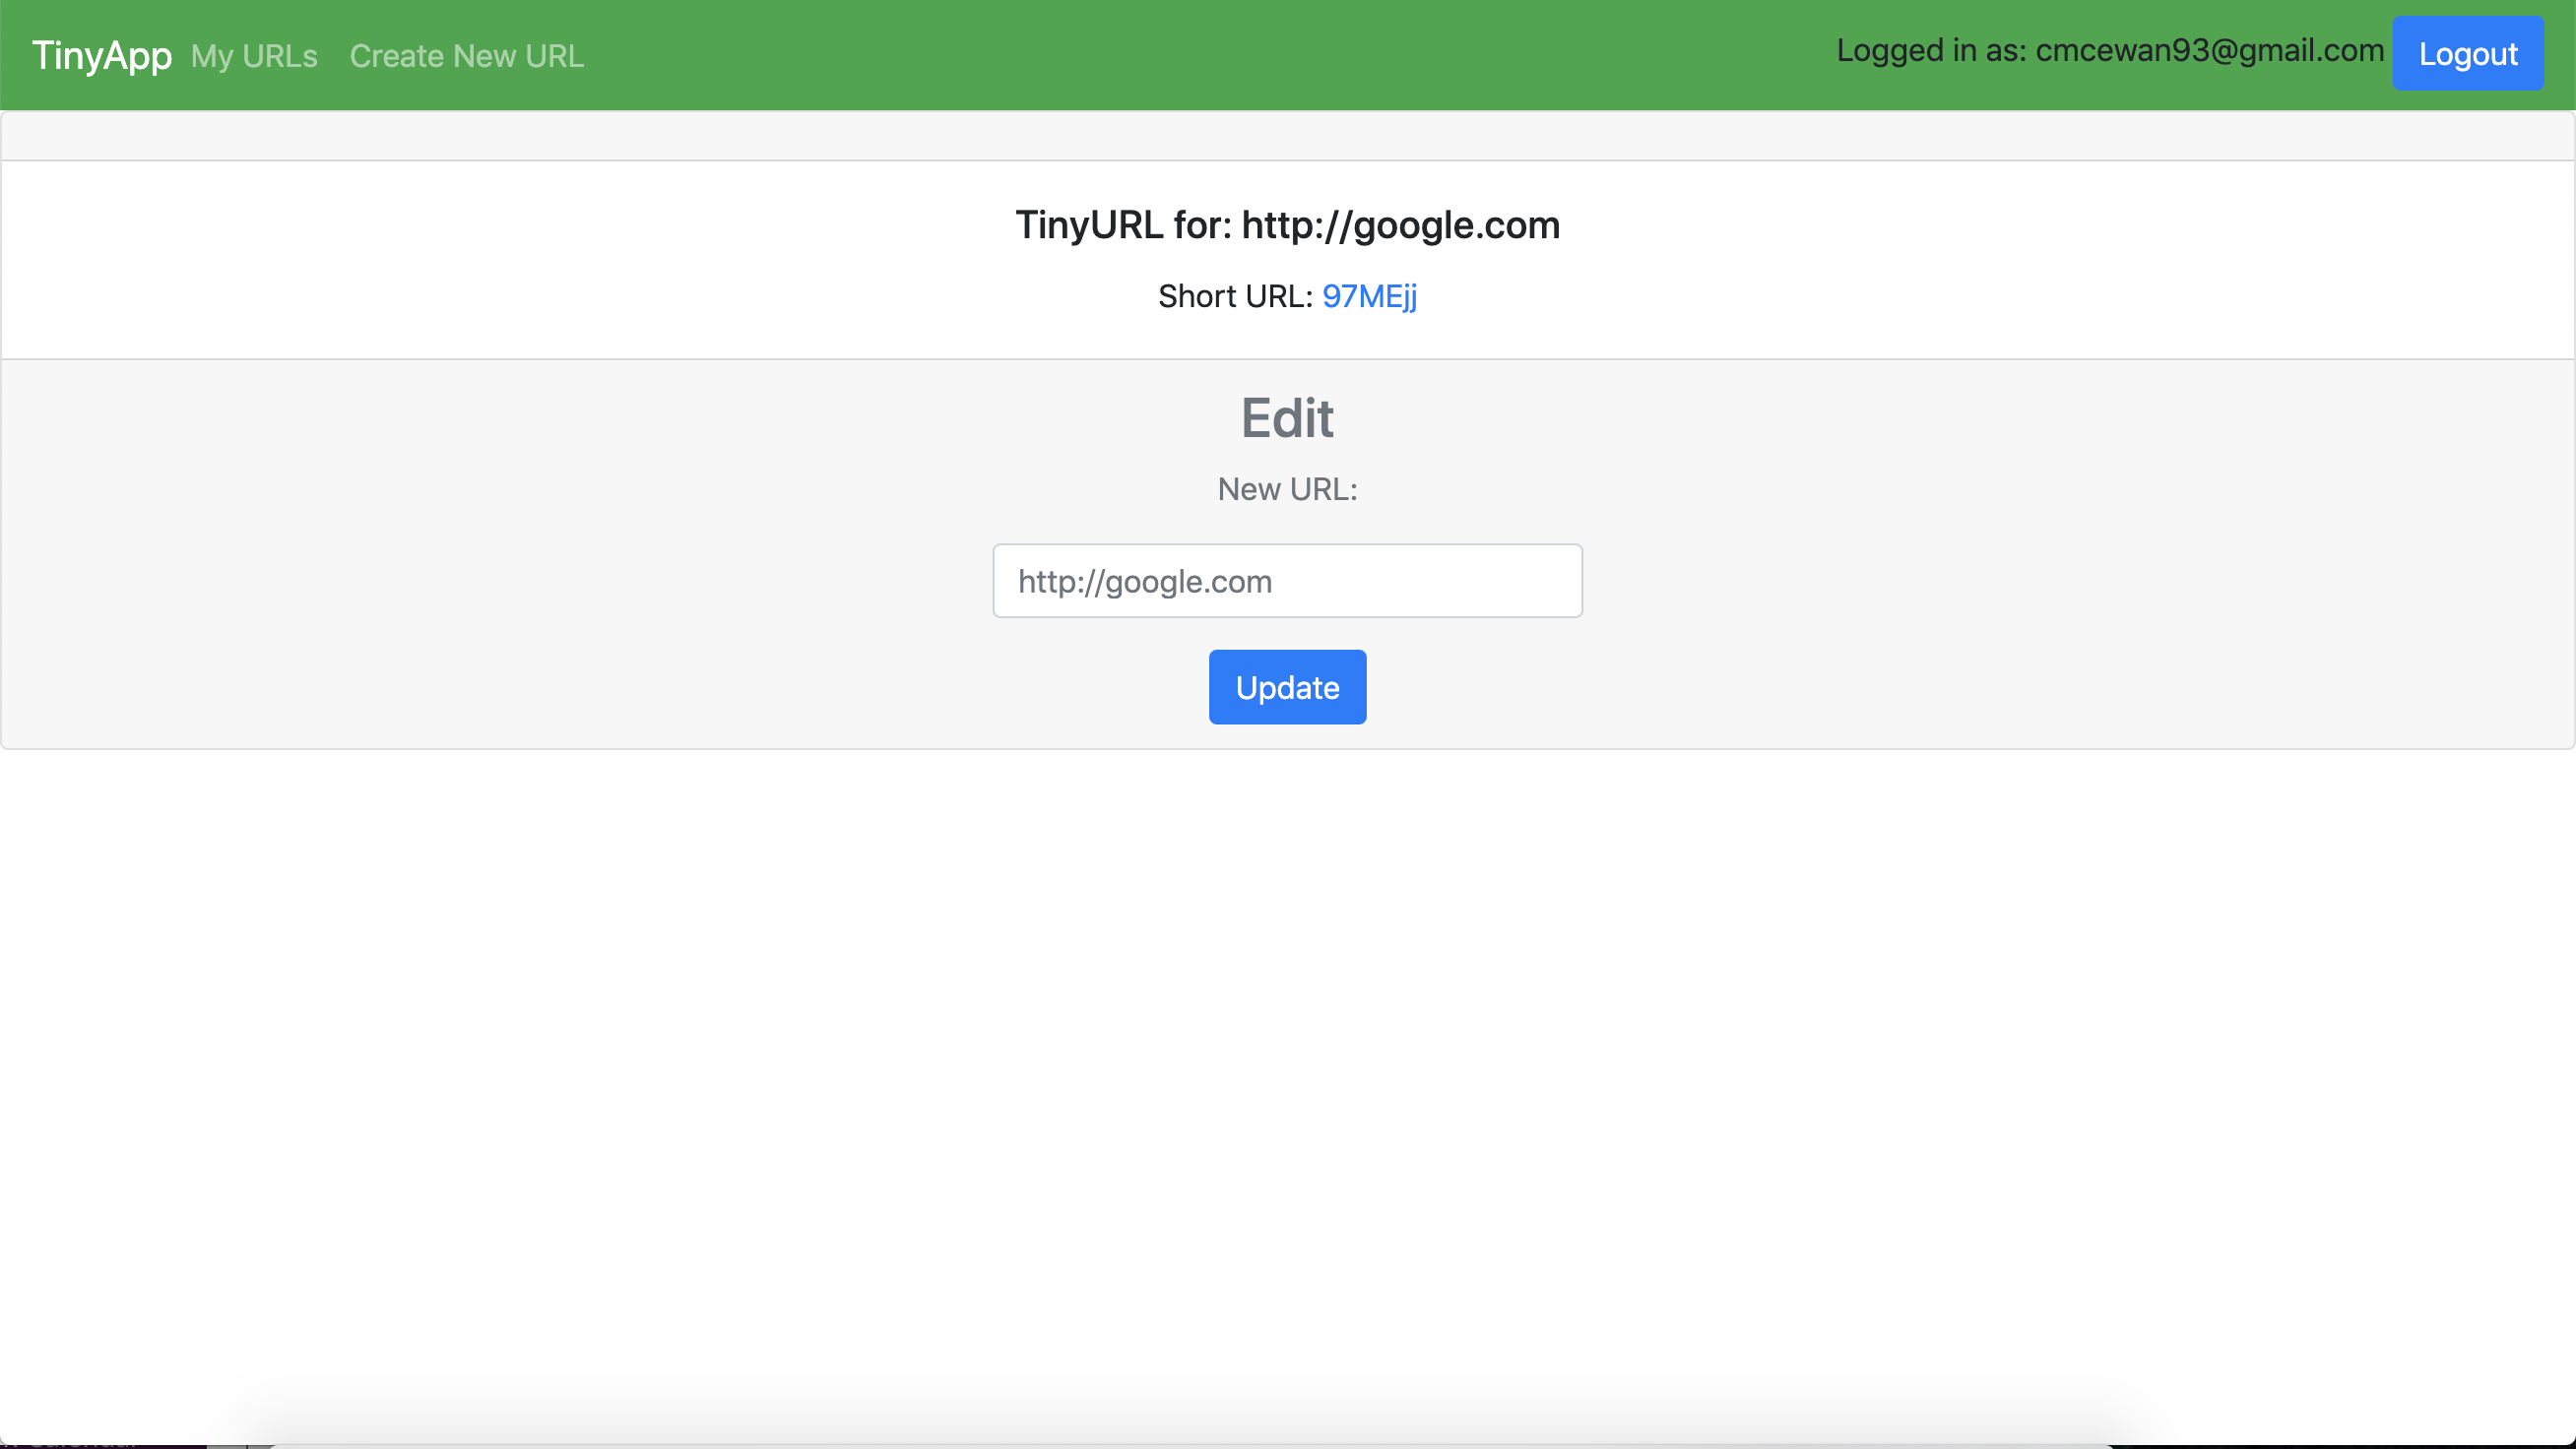 TinyApp My URLs Create New URL Logged in as: cmcewan93@gmail.com Logout
TinyURL for: http://google.com
Short URL: 97MEjj
Edit
New URL:
http://google.com
Update